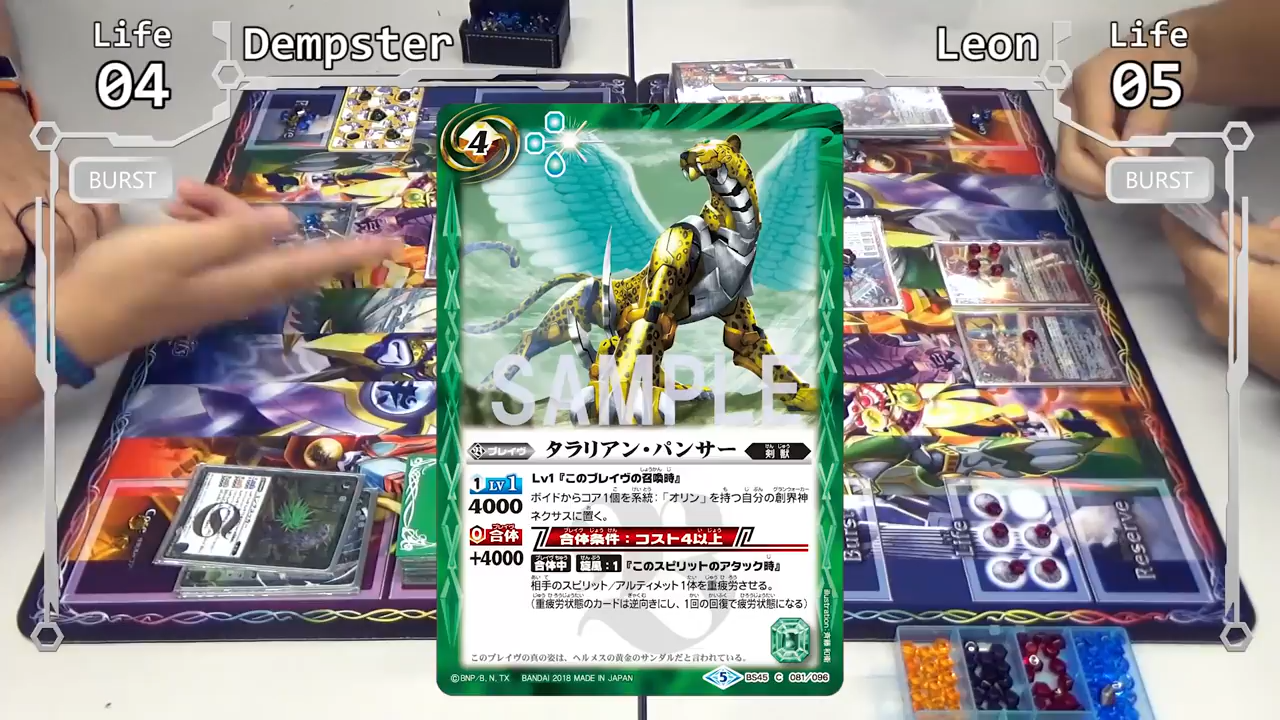 Life
04
Dempster
Leon
Life
05
BURST
BURST
4
SAMPLE
ブレイヴ
タラリアン・パンサー
けん じゅう
剣獣
1 LV1
4000
Lv1『このブレイヴの召喚時』
ボイドからコア1個を系統:「オリン」を持つ自分の創界神
ネクサスに置く。
合体
+4000
合体条件:コスト4以上
合体中 旋風:1『このスピリットのアタック時』
相手のスピリット/アルティメット1体を重疲労させる。
(重疲労状態のカードは逆向きにし、1回の回復で疲労状態になる)
このブレイヴの真の姿は、ヘルメスの黄金のサンダルだと言われている。
©BNP/B, N, TX BANDAI 2018 MADE IN JAPAN
5
BS45 C 081/096
Burst
Life
Reserve